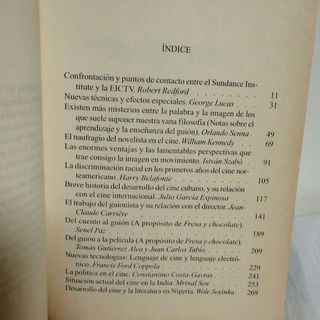 ÍNDICE
Confrontación y puntos de contacto entre el Sundance Ins-
titute y la EICTV. Robert Redford . . . . . . . 11
Nuevas técnicas y efectos especiales. George Lucas . . . 31
Existen más misterios entre la palabra y la imagen de los
que suele suponer nuestra vana filosofía (Notas sobre el
aprendizaje y la enseñanza del guión). Orlando Senna . 49
El naufragio del novelista en el cine. William Kennedy . . 69
Las enormes ventajas y las lamentables perspectivas que
trae consigo la imagen en movimiento. István Szabó . . 91
La discriminación racial en los primeros años del cine nor-
teamericano. Harry Belafonte . . . . . . . . 105
Breve historia del desarrollo del cine cubano, y su relación
con el cine internacional. Julio García Espinosa . . . 117
El trabajo del guionista y su relación con el director. Jean-
Claude Carrière . . . . . . . . . . . . 141
Del cuento al guión (A propósito de Fresa y chocolate).
Senel Paz . . . . . . . . . . . . . . 189
Del guión a la película (A propósito de Fresa y chocolate).
Tomás Gutiérrez Alea y Juan Carlos Tabío . . . . 209
Nuevas tecnologías: Lenguaje de cine y lenguaje electró-
nico. Francis Ford Coppola . . . . . . . . 229
La política en el cine. Constantino Costa-Gavras . . . . 241
Situación actual del cine en la India. Mrinal Sen . . . . 253
Desarrollo del cine y la literatura en Nigeria. Wole Soyinka 269